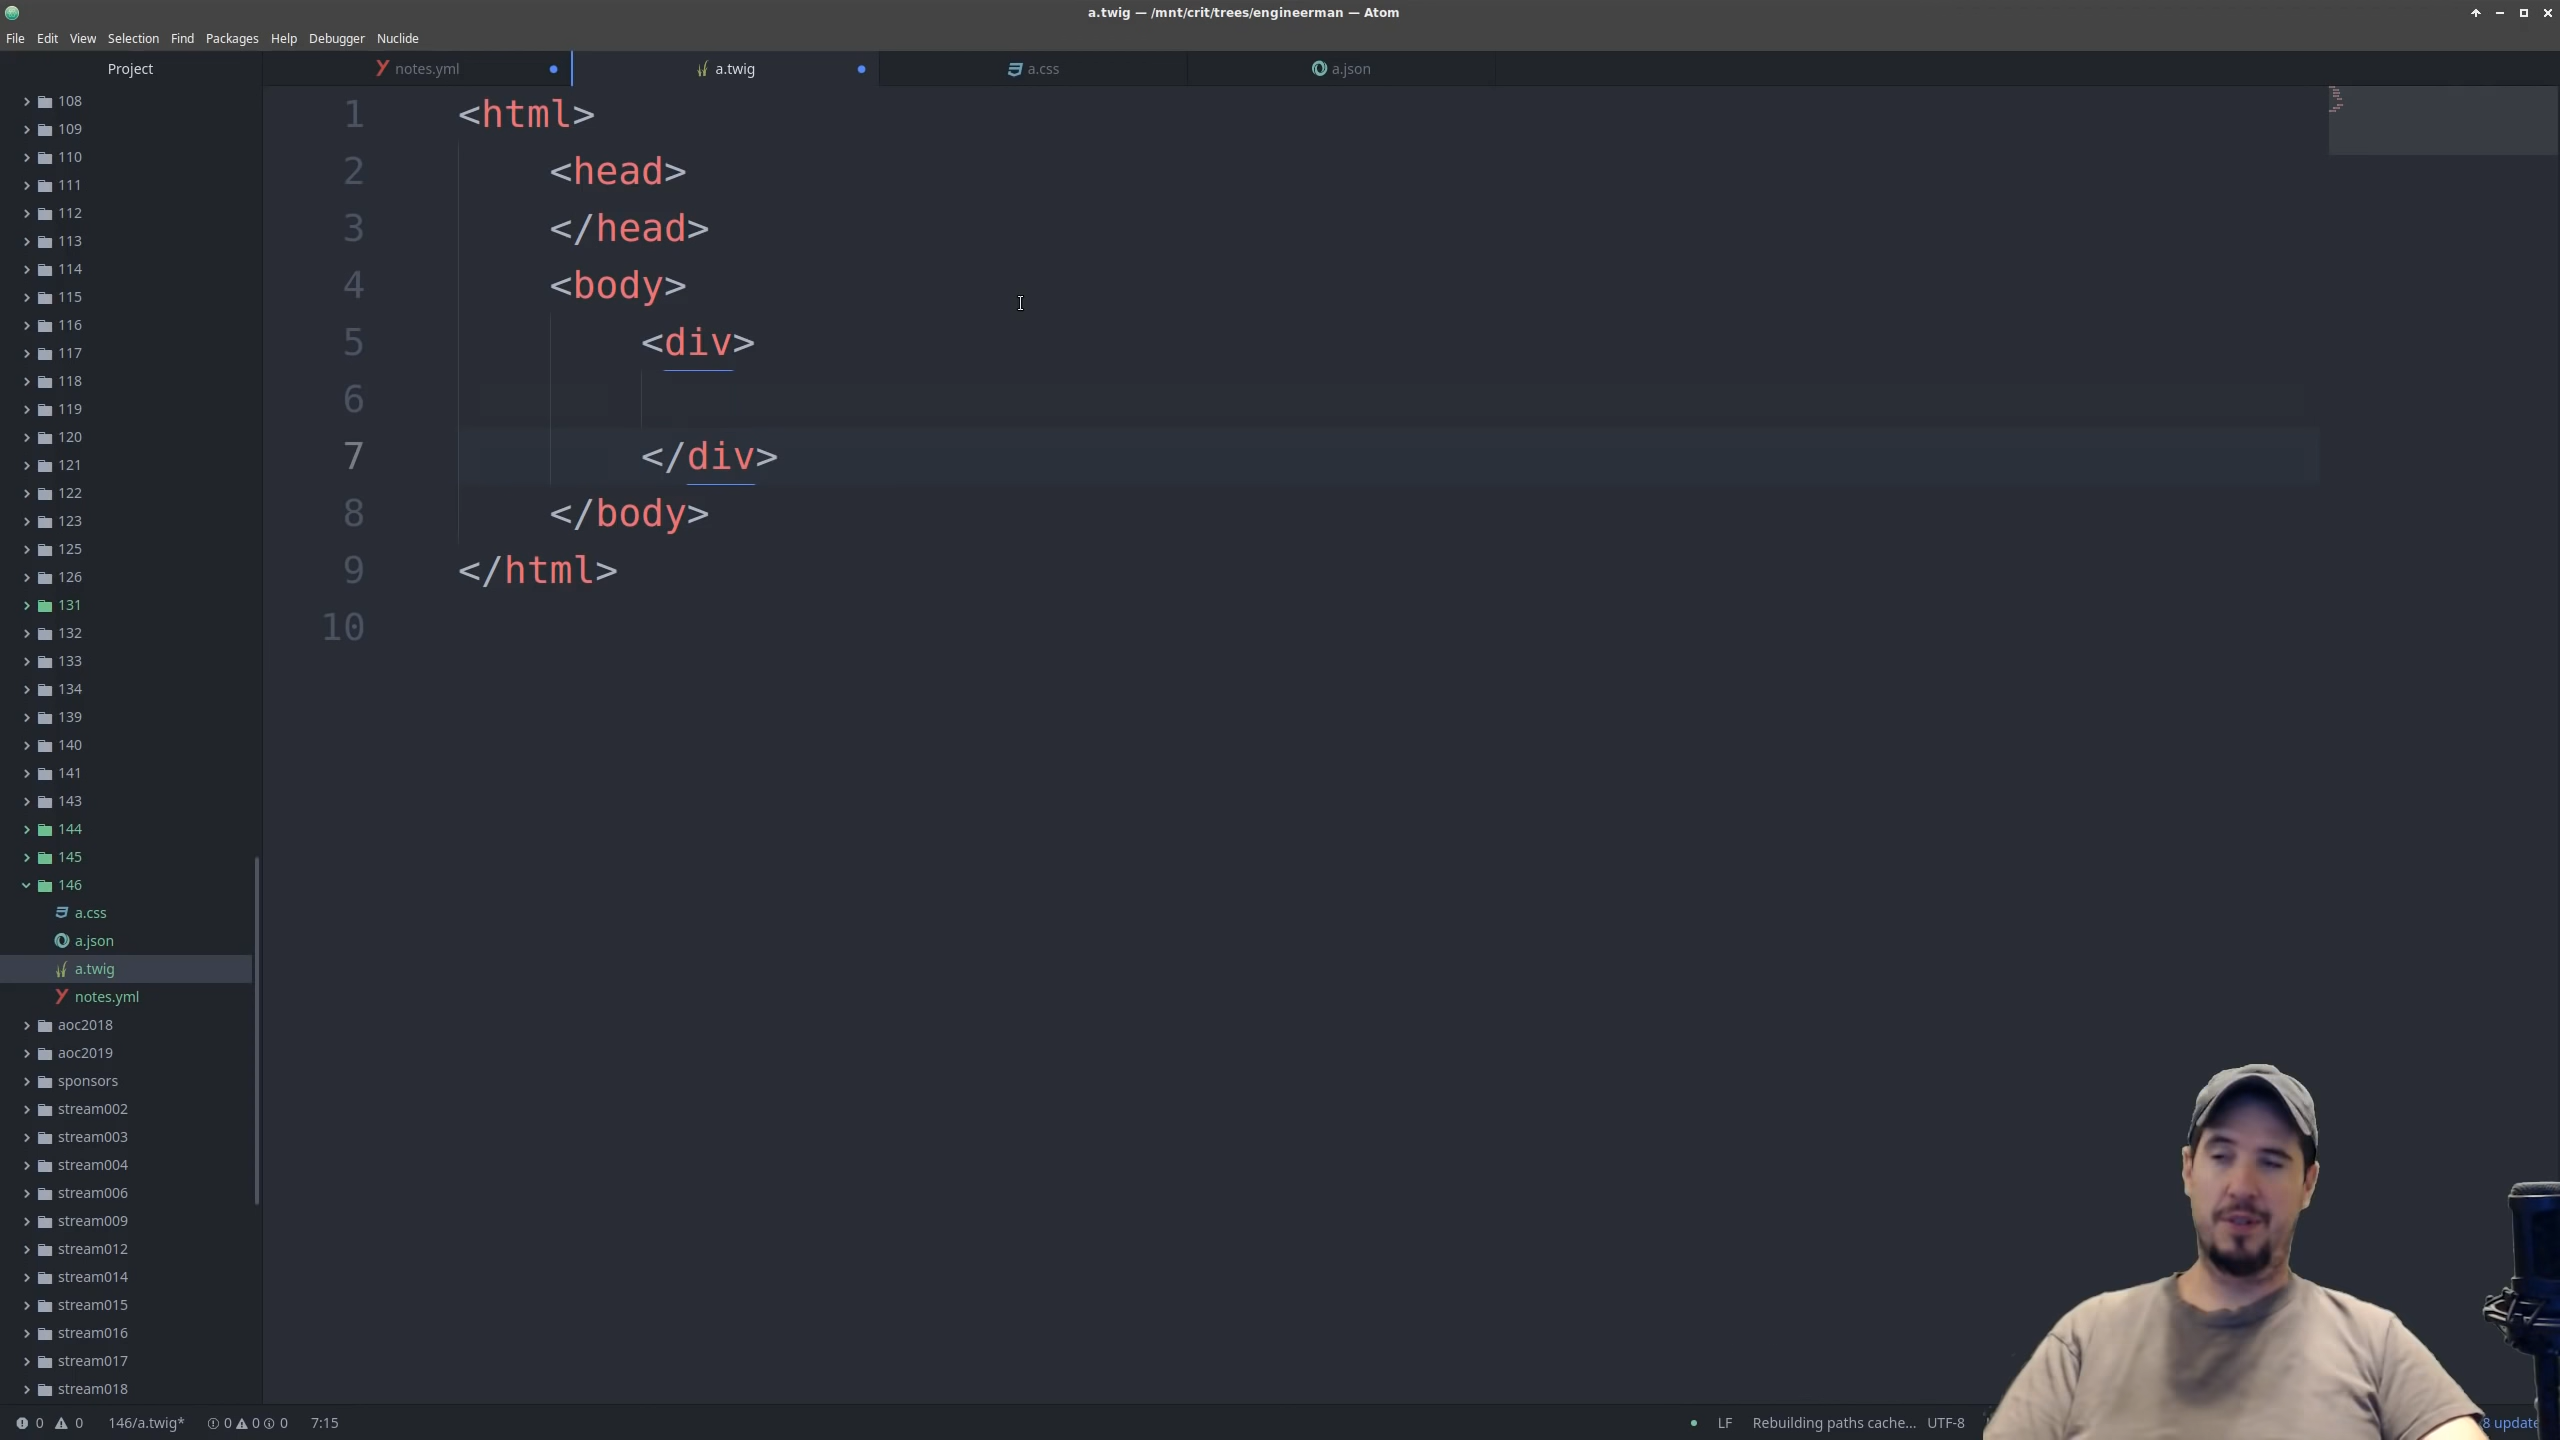 a.twig — /mnt/crit/trees/engineerman — Atom
File Edit View Selection Find Packages Help Debugger Nuclide
Project
notes.yml a.twig a.css a.json
108
109
110
111
112
113
114
115
116
117
118
119
120
121
122
123
125
126
131
132
133
134
139
140
141
143
144
145
146
a.css
a.json
a.twig
notes.yml
aoc2018
aoc2019
sponsors
stream002
stream003
stream004
stream006
stream009
stream012
stream014
stream015
stream016
stream017
stream018
1 <html>
2 <head>
3 </head>
4 <body>
5 <div>
6
7 </div>
8 </body>
9 </html>
10
0 0 146/a.twig* 0 0 0 7:15 LF Rebuilding paths cache... UTF-8 8 update